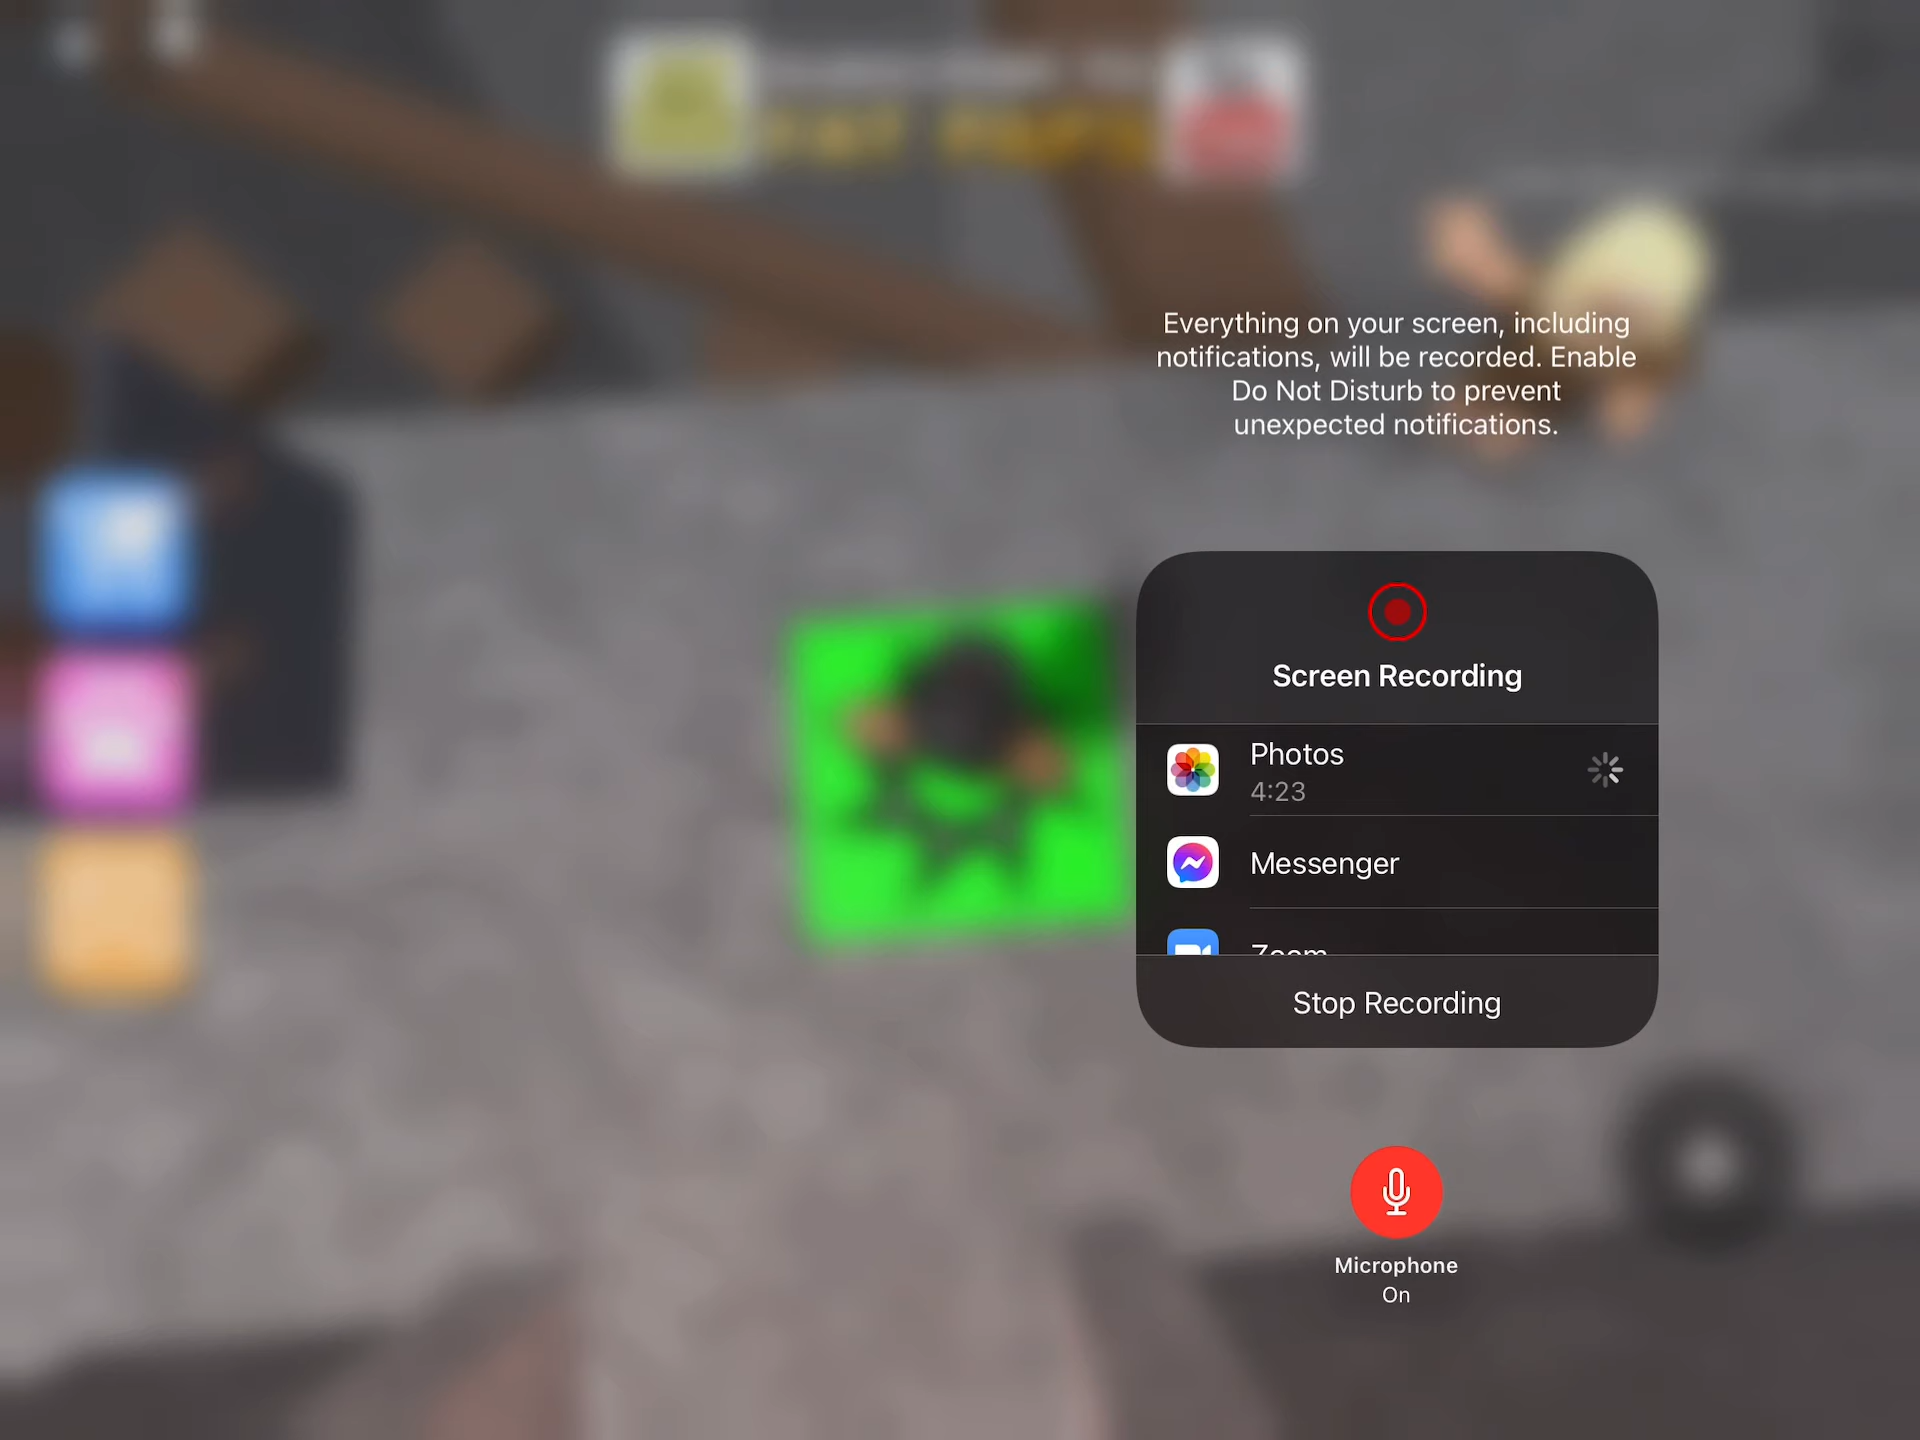 Everything on your screen, including
notifications, will be recorded. Enable
Do Not Disturb to prevent
unexpected notifications.
Screen Recording
Photos
4:23
Messenger
Zoom
Stop Recording
Microphone
On